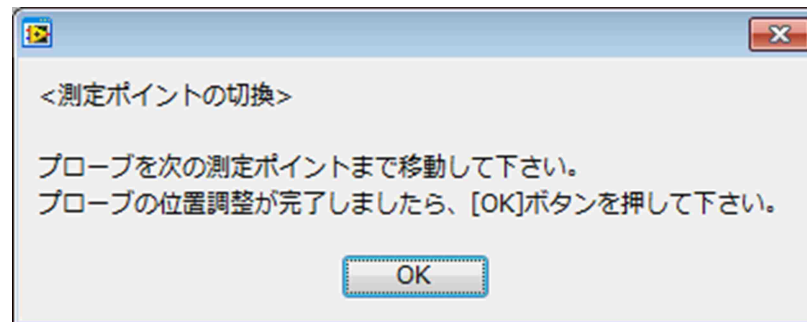 <測定ポイントの切換>
プローブを次の測定ポイントまで移動して下さい。
プローブの位置調整が完了しましたら、[OK]ボタンを押して下さい。
OK